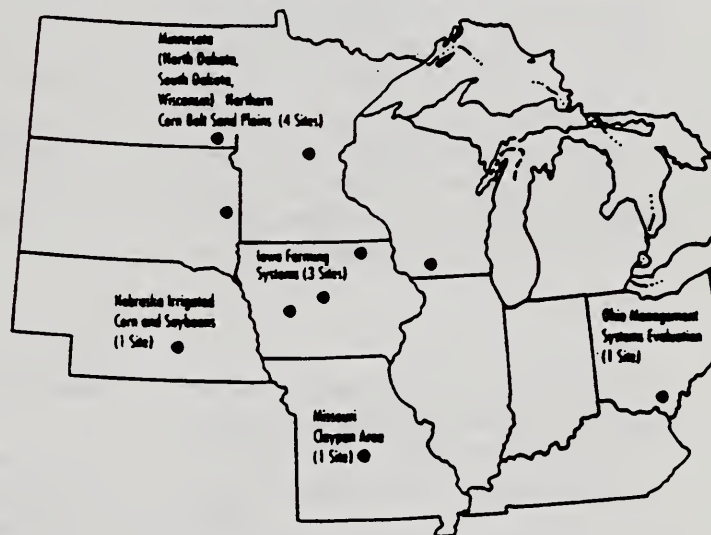 Minnesota
(North Dakota,
South Dakota,
Wisconsin) Northern
Corn Belt Sand Plains (4 Sites)
Iowa Farming
Systems (3 Sites)
Nebraska Irrigated
Corn and Soybeans
(1 Site)
Ohio Management
Systems Evaluation
(1 Site)
Missouri
Claypan Area
(1 Site)